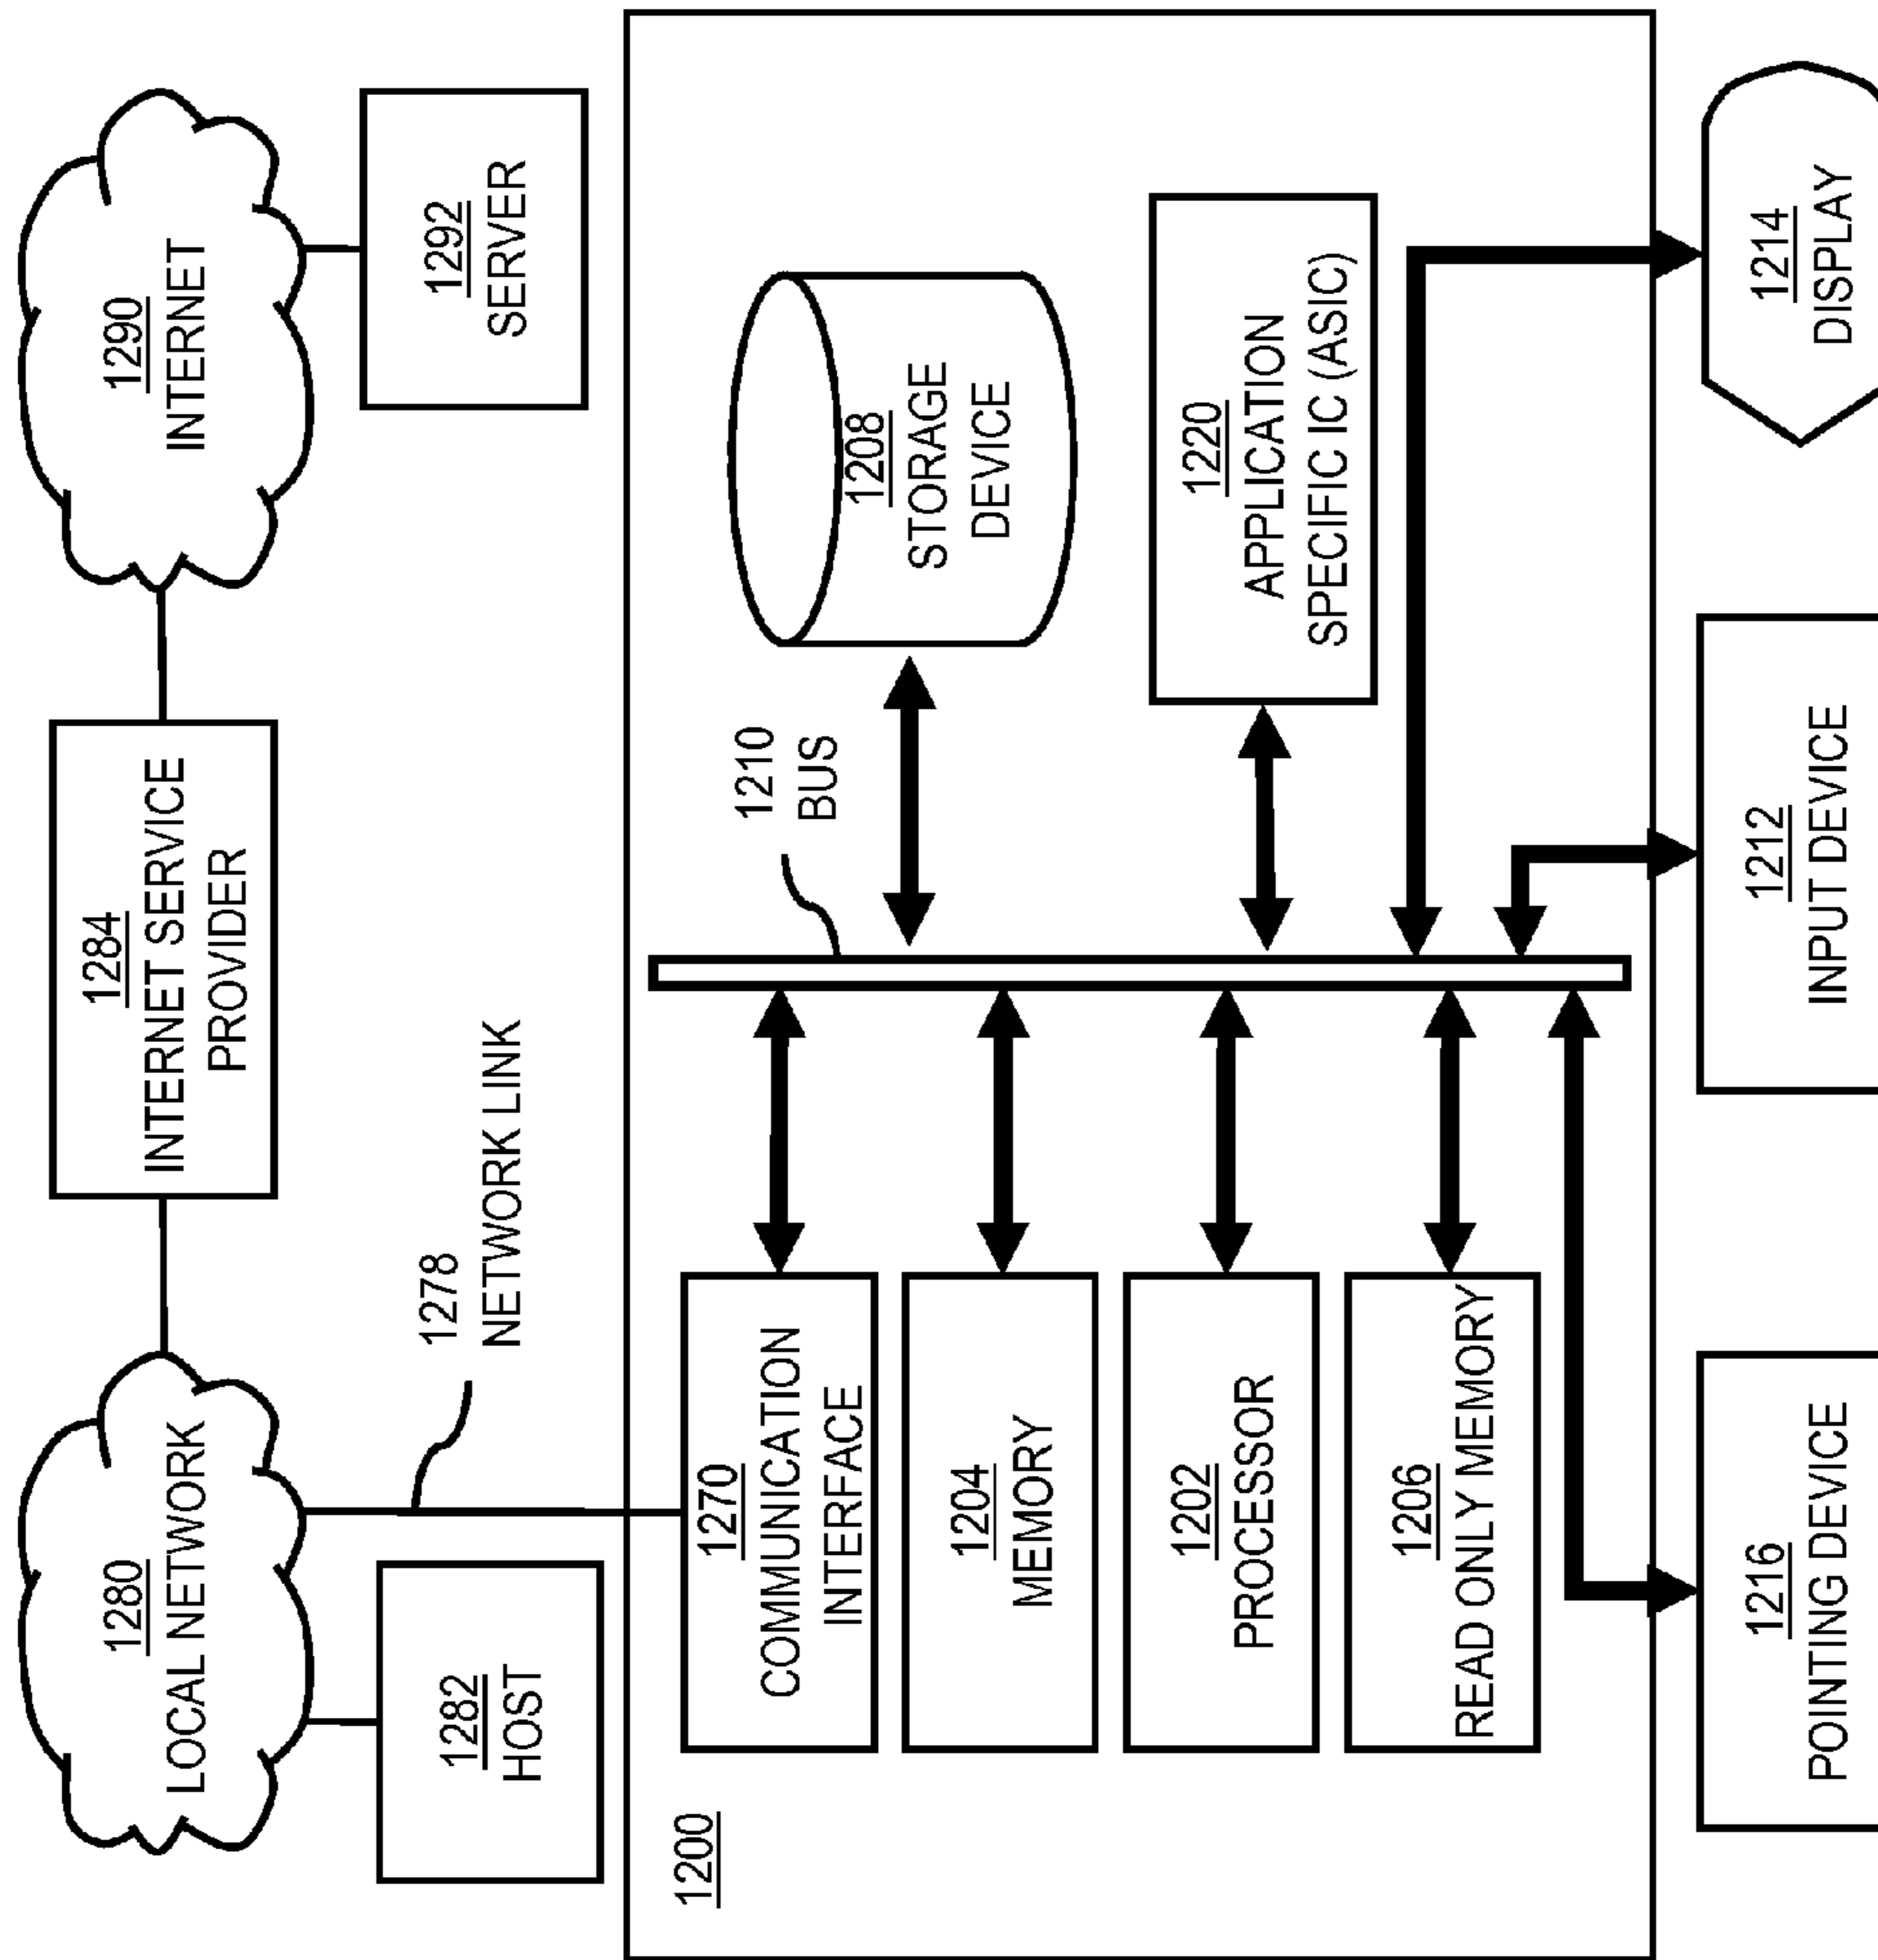 1280
LOCAL NETWORK
1284
INTERNET SERVICE
PROVIDER
1290
INTERNET
1282
HOST
1278
NETWORK LINK
1292
SERVER
1200
1270
COMMUNICATION
INTERFACE
1210
BUS
1208
STORAGE
DEVICE
1204
MEMORY
1202
PROCESSOR
1220
APPLICATION
SPECIFIC IC (ASIC)
1206
READ ONLY MEMORY
1216
POINTING DEVICE
1212
INPUT DEVICE
1214
DISPLAY